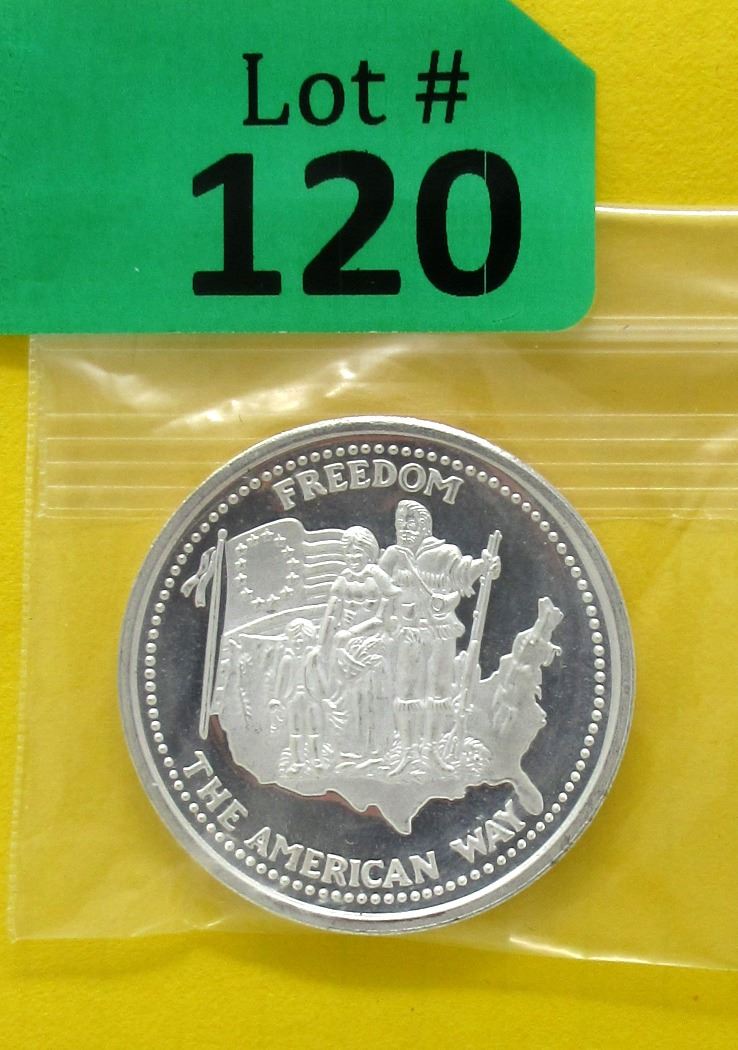 Lot #
120
FREEDOM
THE AMERICAN WAY